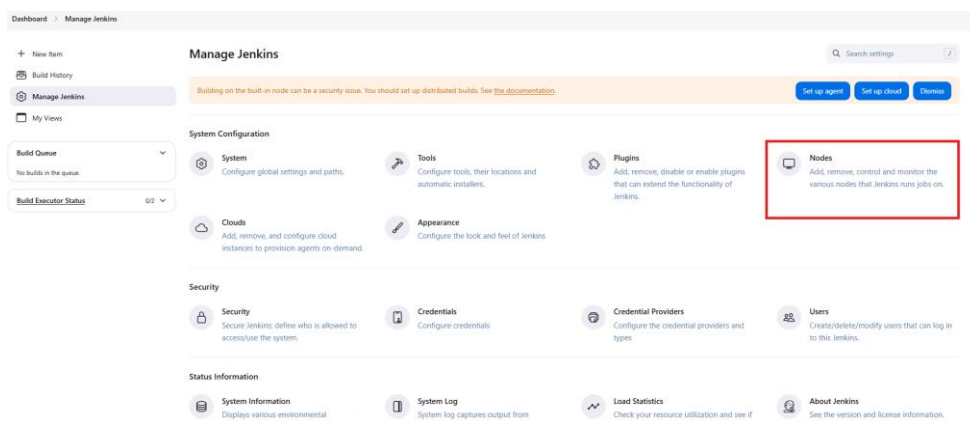 Dashboard > Manage Jenkins
+ New Item
Build History
Manage Jenkins
My Views
Build Queue
No builds in the queue.
Build Executor Status 0/2
Manage Jenkins
Search settings /
Building on the built-in node can be a security issue. You should set up distributed builds. See the documentation.
Set up agent
Set up cloud
Dismiss
System Configuration
System
Configure global settings and paths.
Tools
Configure tools, their locations and
automatic installers.
Plugins
Add, remove, disable or enable plugins
that can extend the functionality of
Jenkins.
Nodes
Add, remove, control and monitor the
various nodes that Jenkins runs jobs on.
Clouds
Add, remove, and configure cloud
instances to provision agents on-demand.
Appearance
Configure the look and feel of Jenkins
Security
Security
Secure Jenkins; define who is allowed to
access/use the system.
Credentials
Configure credentials
Credential Providers
Configure the credential providers and
types
Users
Create/delete/modify users that can log in
to this Jenkins.
Status Information
System Information
Displays various environmental
System Log
System log captures output from
Load Statistics
Check your resource utilization and see if
About Jenkins
See the version and license information.